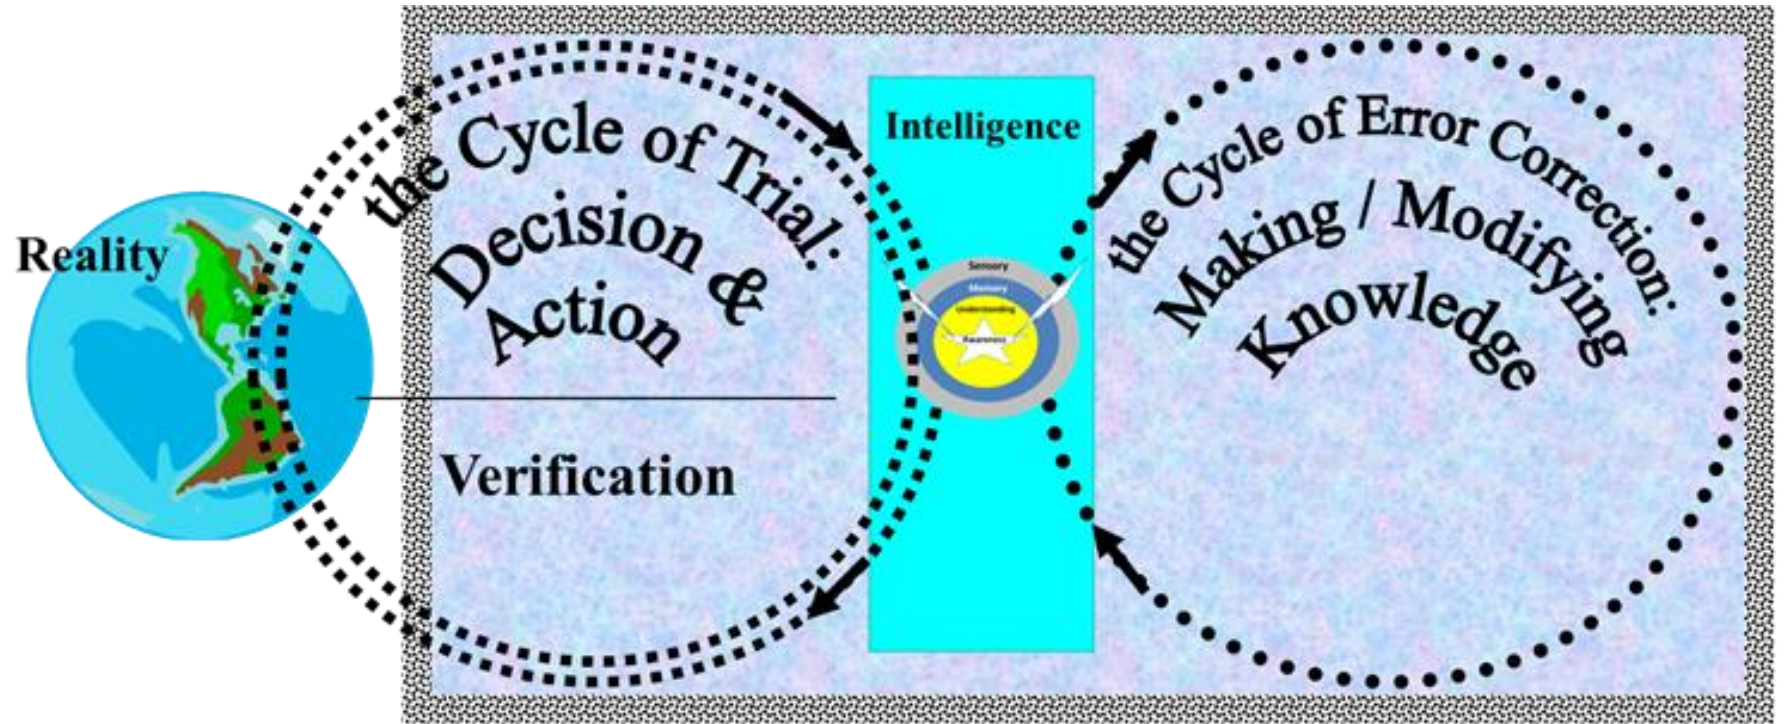 Reality
the Cycle of Trial:
Decision &
Action
Verification
Intelligence
Sensory
Memory
Understanding
Awareness
the Cycle of Error Correction:
Making / Modifying
Knowledge